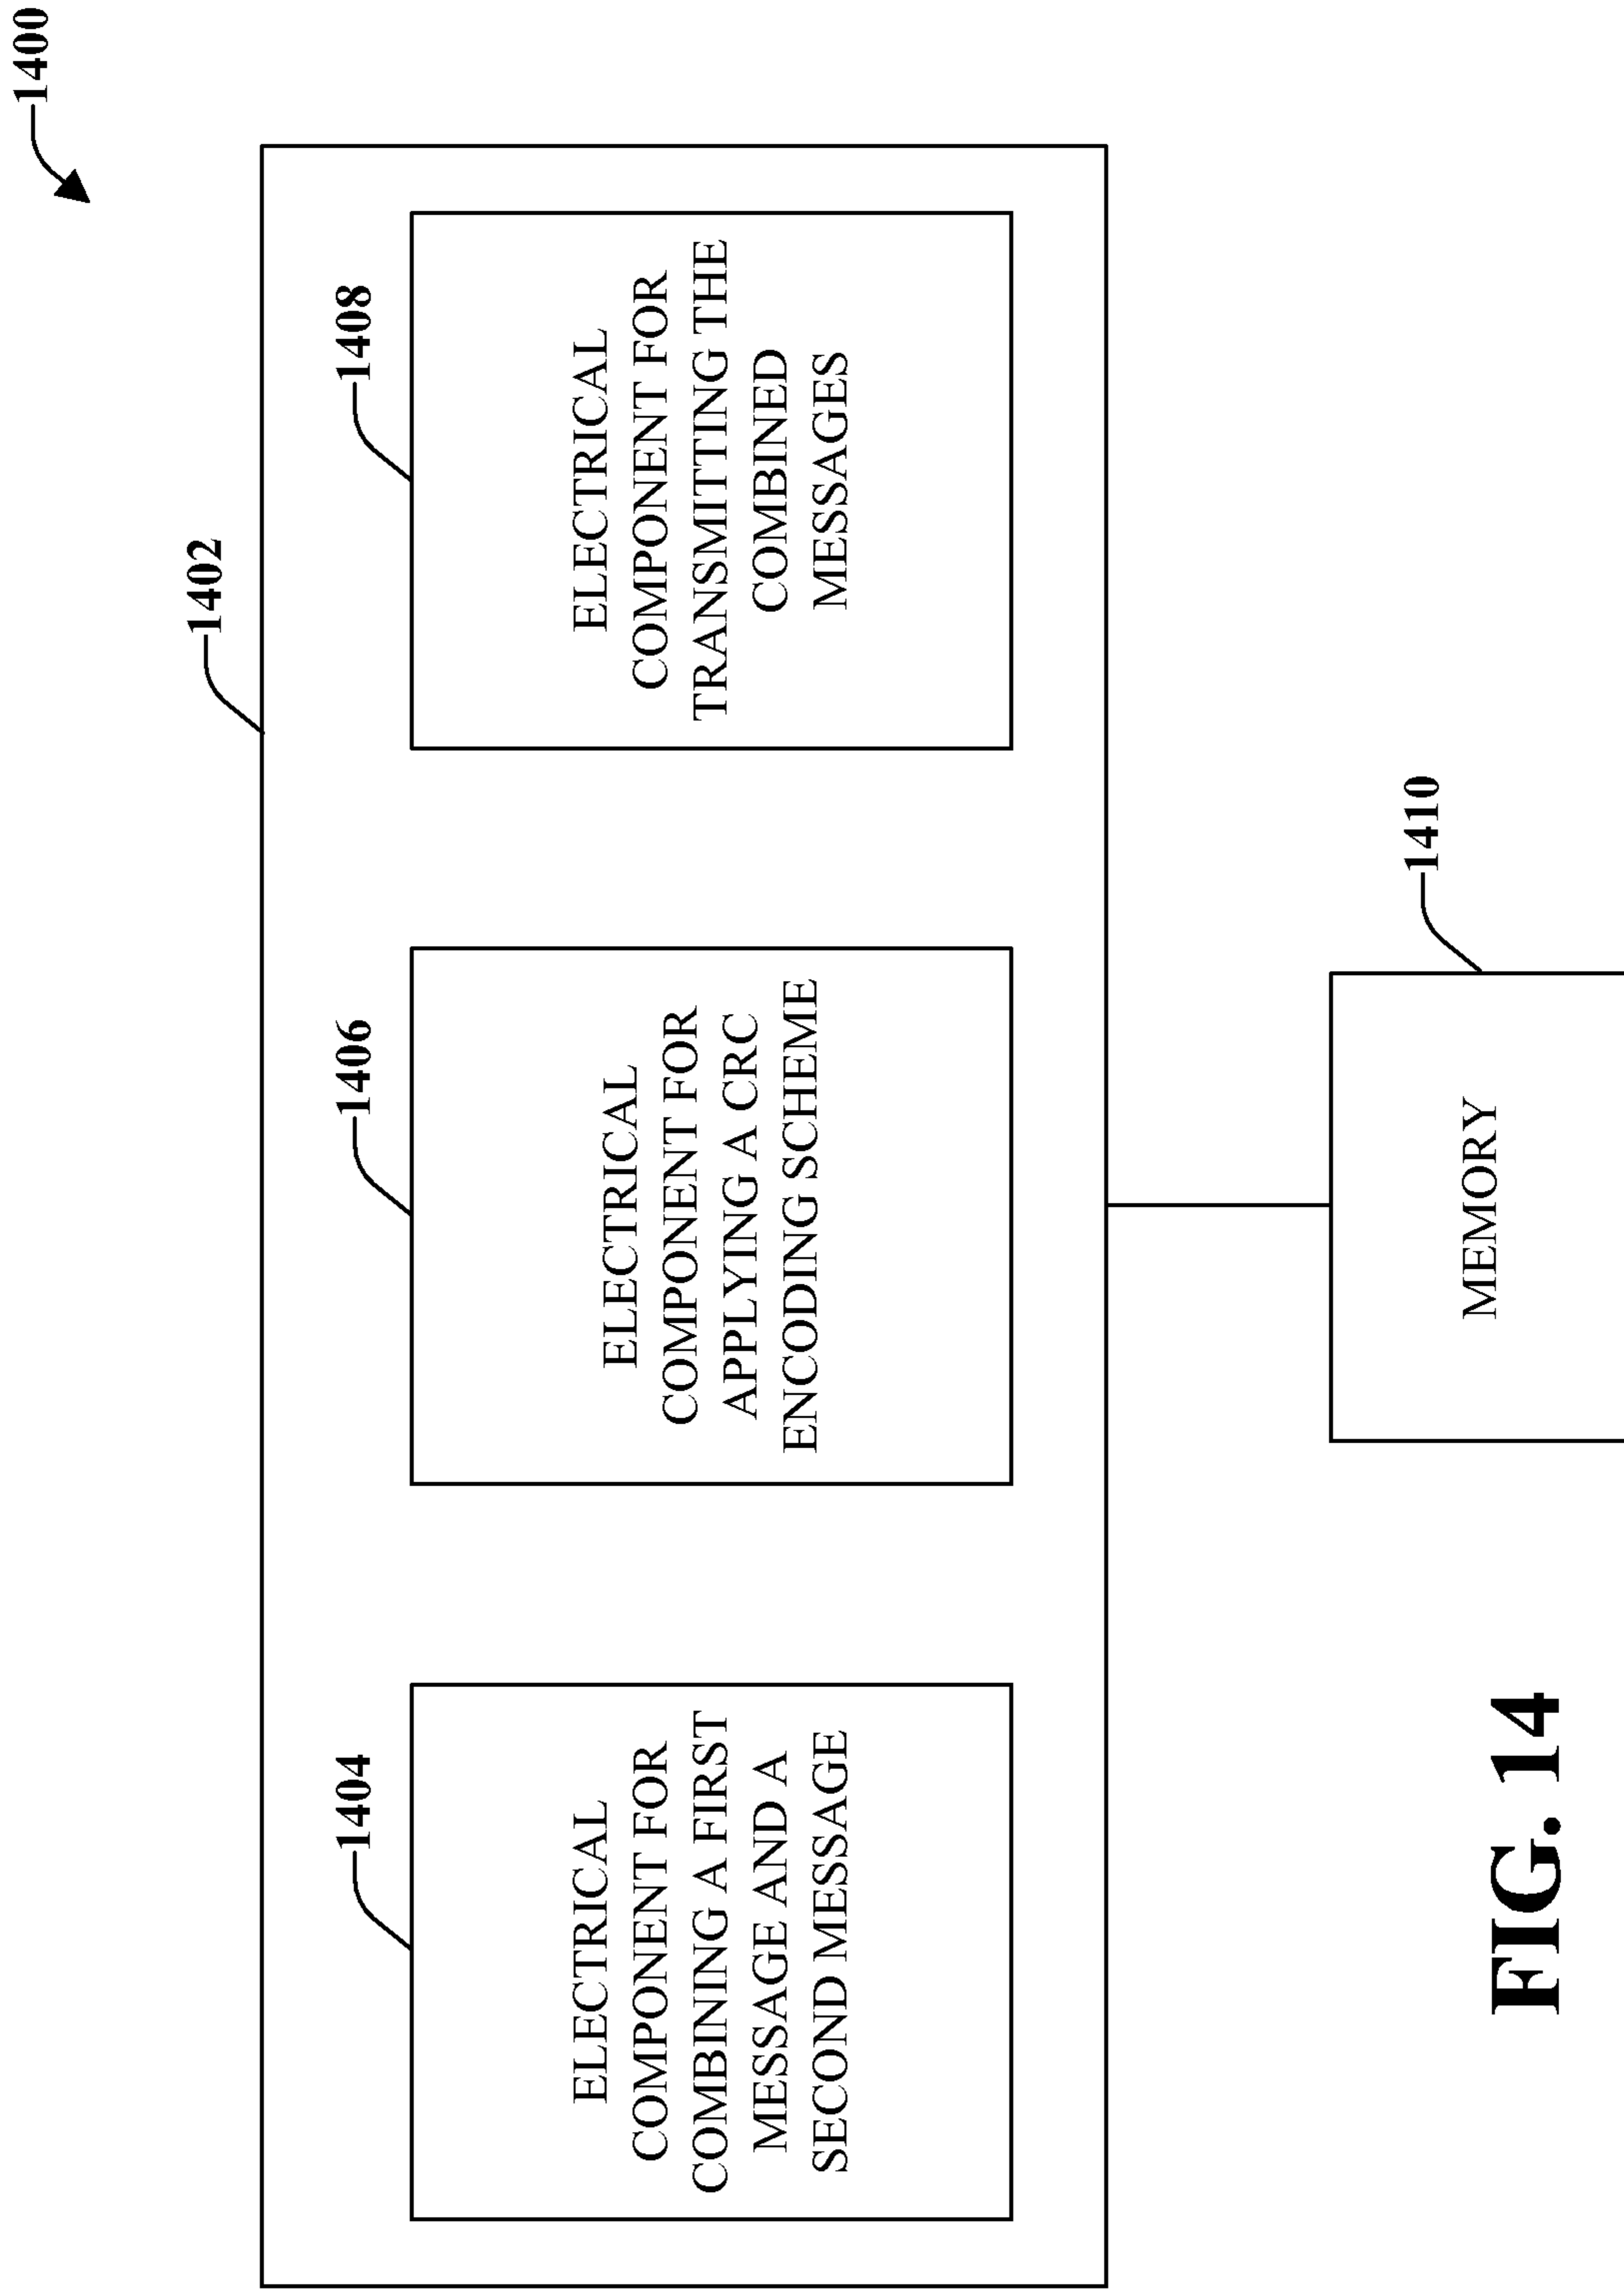 1400
1402
1404
ELECTRICAL
COMPONENT FOR
COMBINING A FIRST
MESSAGE AND A
SECOND MESSAGE
1406
ELECTRICAL
COMPONENT FOR
APPLYING A CRC
ENCODING SCHEME
1408
ELECTRICAL
COMPONENT FOR
TRANSMITTING THE
COMBINED
MESSAGES
1410
MEMORY
FIG. 14